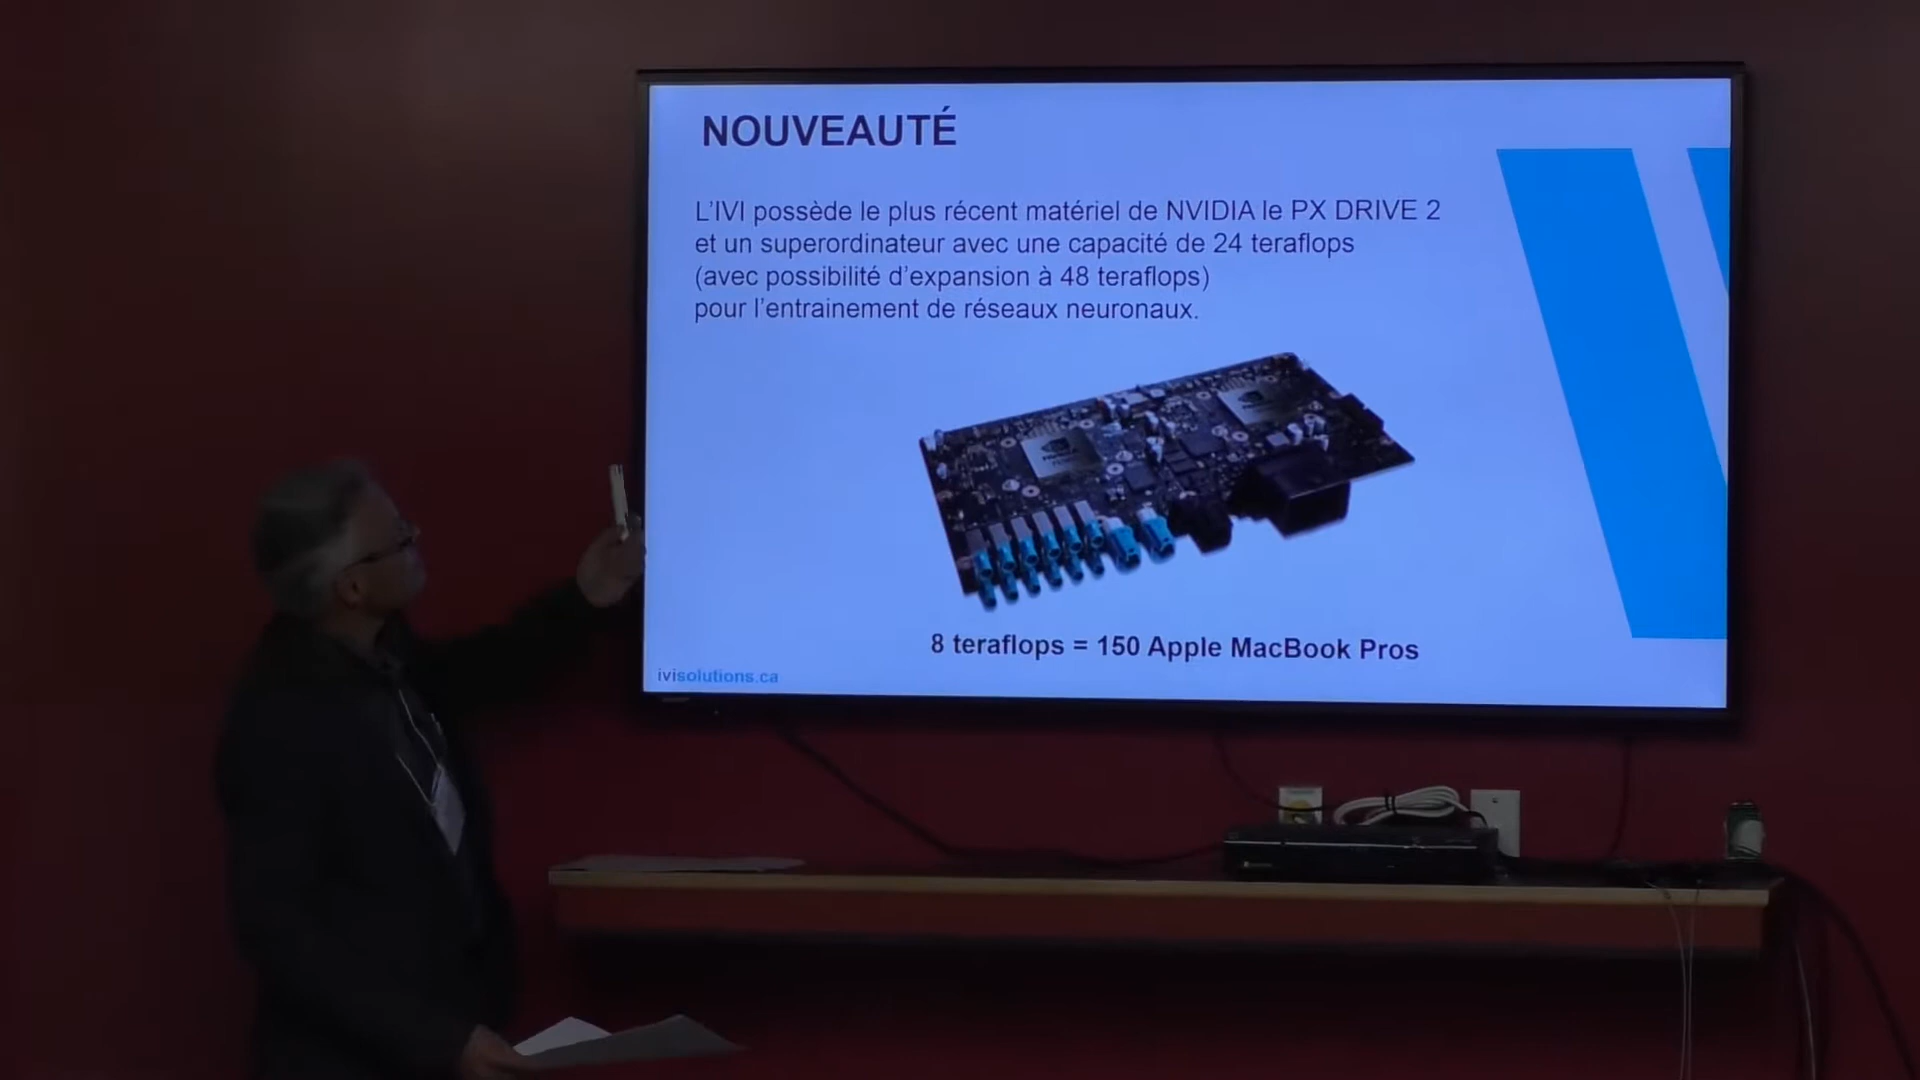 NOUVEAUTÉ
L'IVI possède le plus récent matériel de NVIDIA le PX DRIVE 2
et un superordinateur avec une capacité de 24 teraflops
(avec possibilité d'expansion à 48 teraflops)
pour l'entrainement de réseaux neuronaux.
8 teraflops = 150 Apple MacBook Pros
ivisolutions.ca